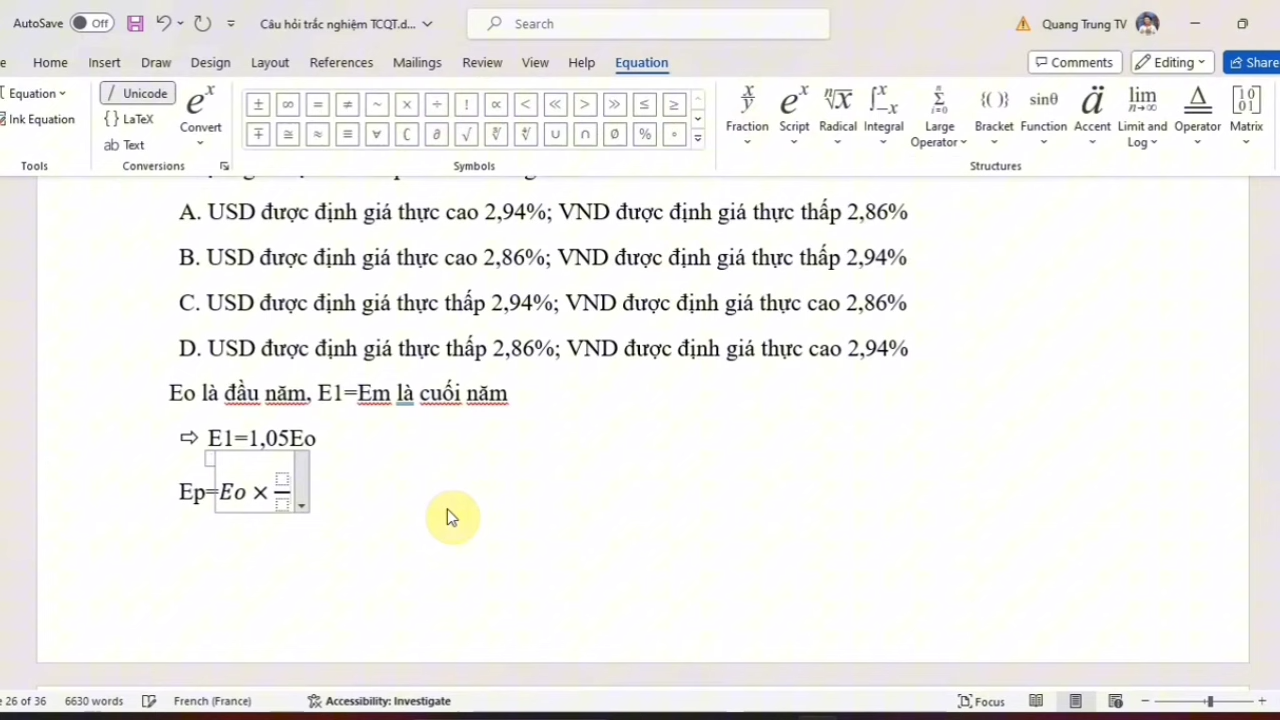 AutoSave Off Câu hỏi trắc nghiệm TCQT.d... Search Quang Trung TV
e Home Insert Draw Design Layout References Mailings Review View Help Equation Comments Editing Share
Equation Unicode
Ink Equation {} LaTeX
ab Text
e^x Convert
± ∞ = ≠ ~ × ÷ ! ∝ < ≪ > ≫ ≤ ≥
∓ ≅ ≈ ≡ ∀ ∁ ∂ √ ∛ ∜ ∪ ∩ ∅ % °
Fraction Script Radical Integral Large Operator Bracket Function Accent Limit and Log Operator Matrix
Tools Conversions Symbols Structures
A. USD được định giá thực cao 2,94%; VND được định giá thực thấp 2,86%
B. USD được định giá thực cao 2,86%; VND được định giá thực thấp 2,94%
C. USD được định giá thực thấp 2,94%; VND được định giá thực cao 2,86%
D. USD được định giá thực thấp 2,86%; VND được định giá thực cao 2,94%
Eo là đầu năm, E1=Em là cuối năm
⇨ E1=1,05Eo
Ep=Eo ×
e 26 of 36 6630 words French (France) Accessibility: Investigate Focus